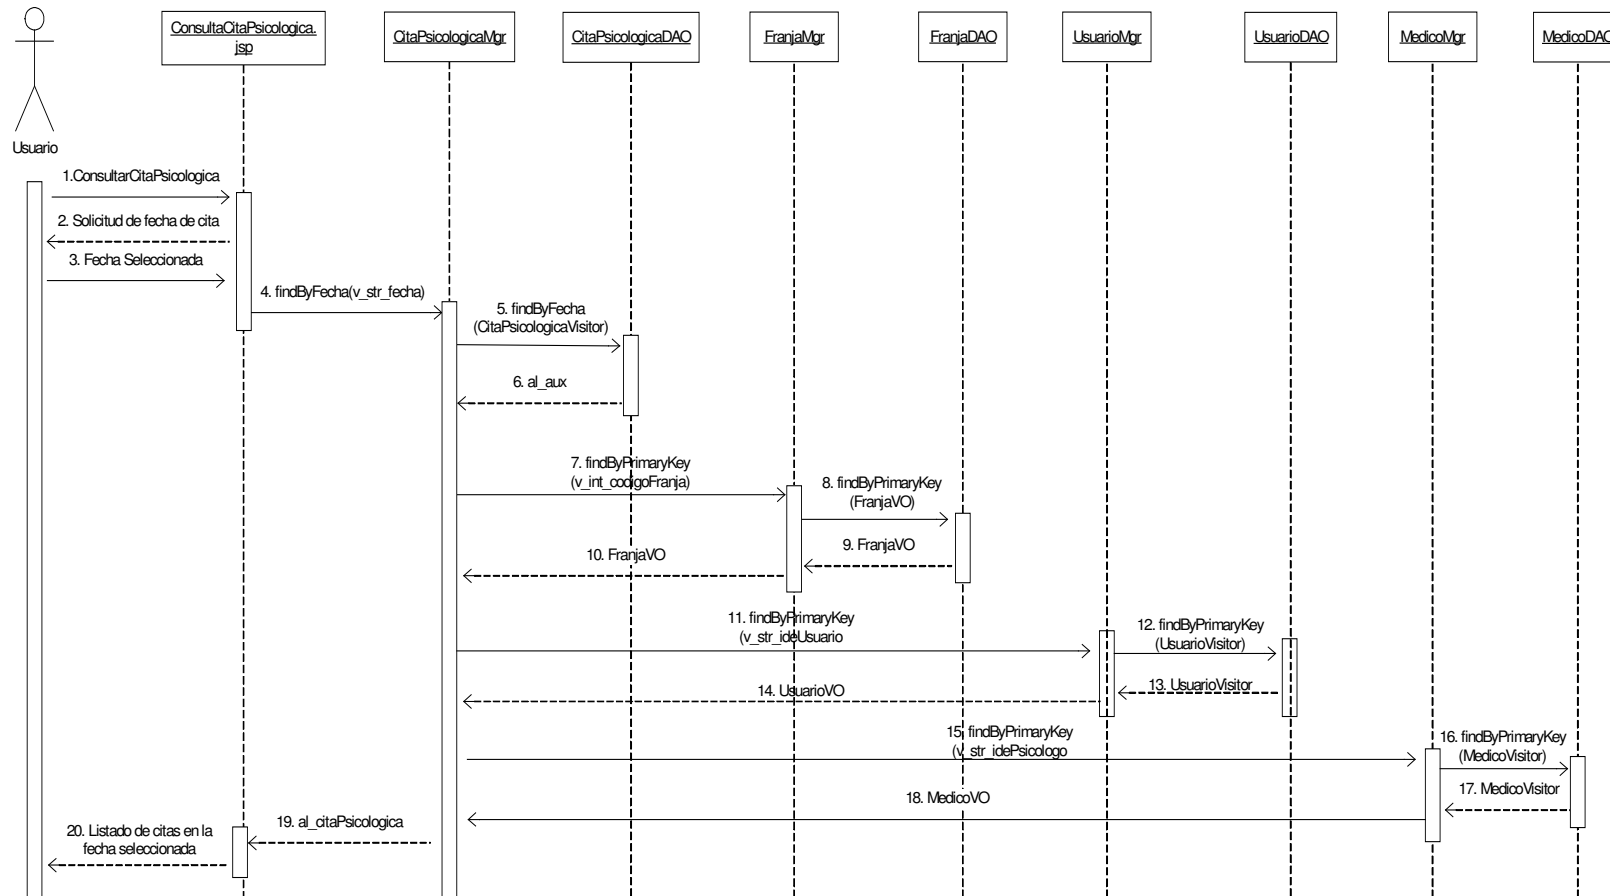 ConsultaCitaPsicologica.
jsp
CitaPsicologicaMgr
CitaPsicologicaDAO
FranjaMgr
FranjaDAO
UsuarioMgr
UsuarioDAO
MedicoMgr
MedicoDAO
Usuario
1.ConsultarCitaPsicologica
2. Solicitud de fecha de cita
3. Fecha Seleccionada
4. findByFecha(v_str_fecha)
5. findByFecha
(CitaPsicologicaVisitor)
6. al_aux
7. findByPrimaryKey
(v_int_codigoFranja)
8. findByPrimaryKey
(FranjaVO)
9. FranjaVO
10. FranjaVO
11. findByPrimaryKey
(v_str_ideUsuario
12. findByPrimaryKey
(UsuarioVisitor)
13. UsuarioVisitor
14. UsuarioVO
15. findByPrimaryKey
(v_str_idePsicologo
16. findByPrimaryKey
(MedicoVisitor)
17. MedicoVisitor
18. MedicoVO
19. al_citaPsicologica
20. Listado de citas en la
fecha seleccionada